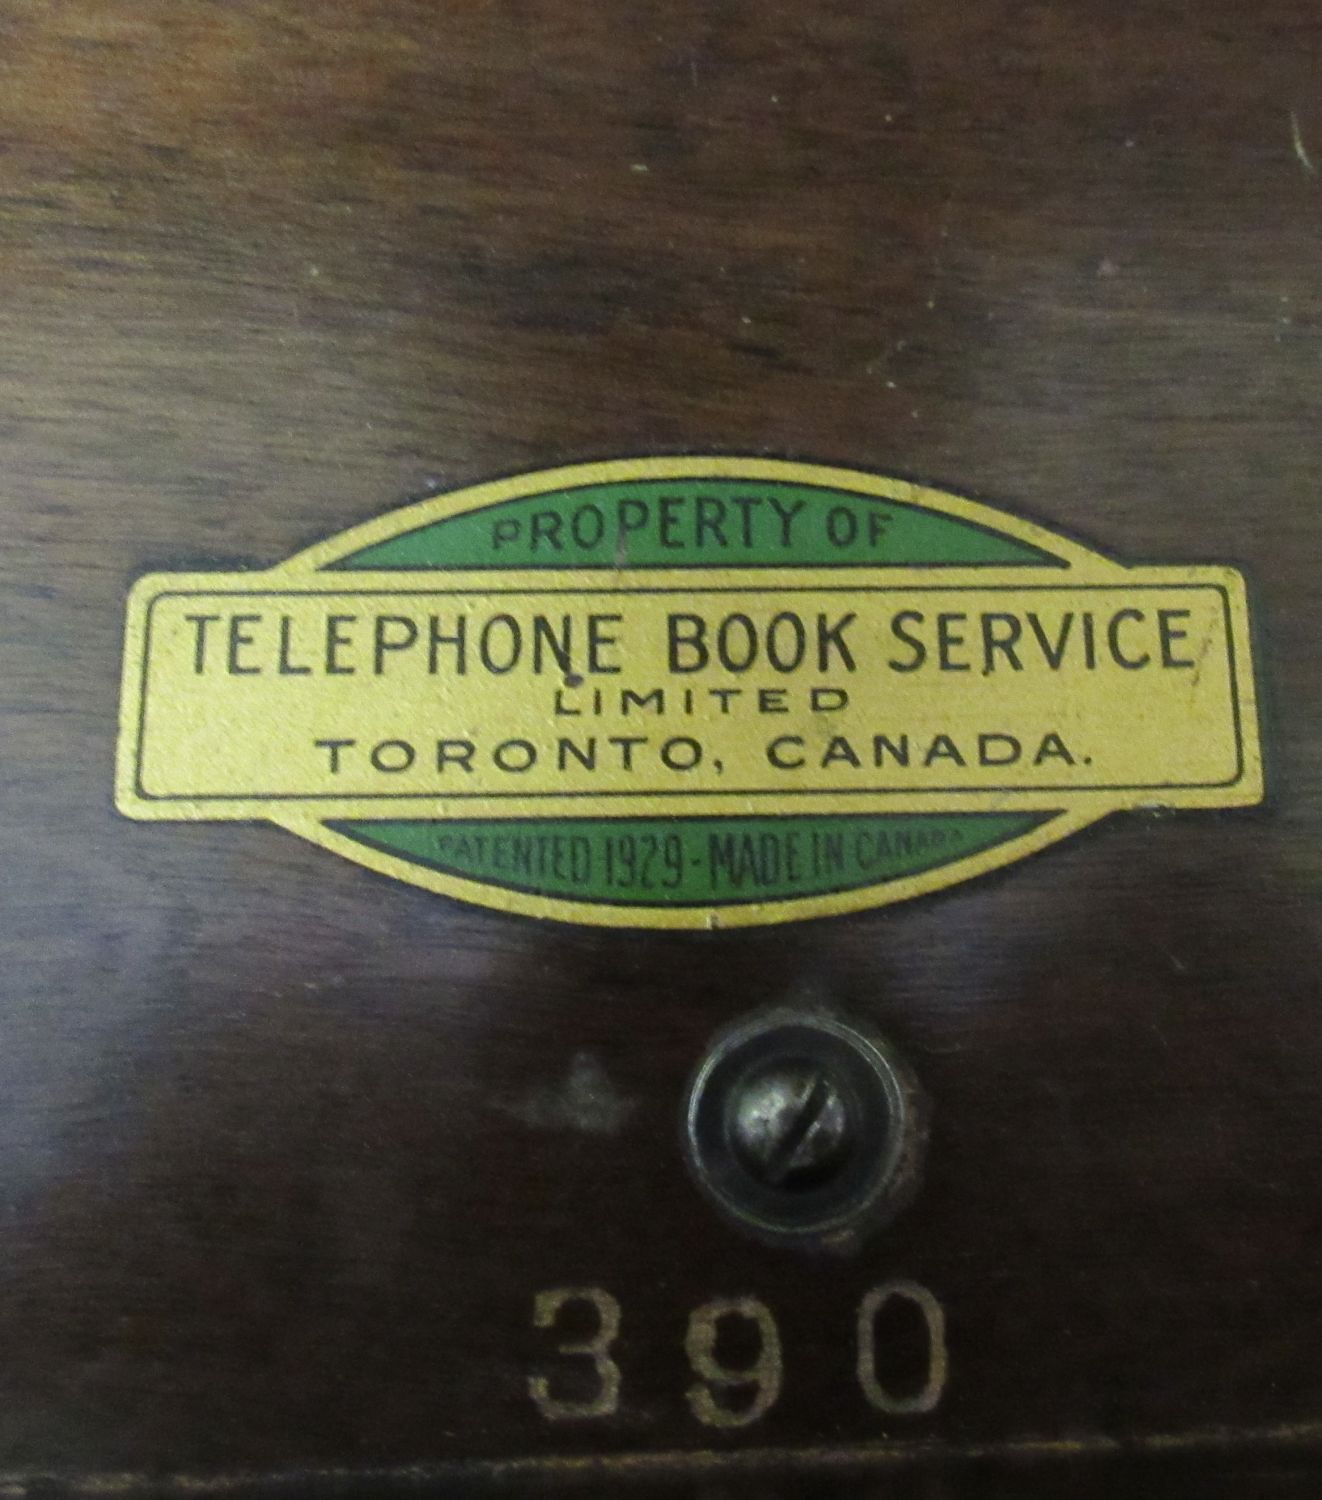 PROPERTY OF
TELEPHONE BOOK SERVICE
LIMITED
TORONTO, CANADA.
PATENTED 1929 - MADE IN CANADA
390